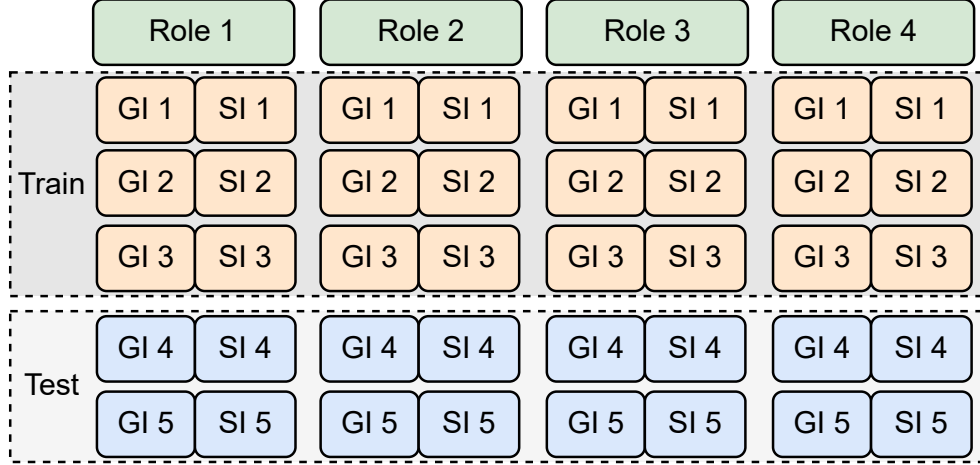 Role 1 Role 2 Role 3 Role 4
GI 1 SI 1 GI 1 SI 1 GI 1 SI 1 GI 1 SI 1
Train GI 2 SI 2 GI 2 SI 2 GI 2 SI 2 GI 2 SI 2
GI 3 SI 3 GI 3 SI 3 GI 3 SI 3 GI 3 SI 3
GI 4 SI 4 GI 4 SI 4 GI 4 SI 4 GI 4 SI 4
Test
GI 5 SI 5 GI 5 SI 5 GI 5 SI 5 GI 5 SI 5